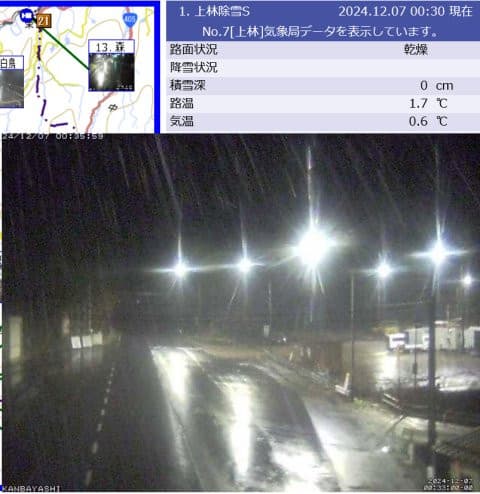 405
21
13. 森
白鳥
1. 上林除雪S 2024.12.07 00:30 現在
No.7[上林]気象局データを表示しています。
路面状況 乾燥
降雪状況
積雪深 0 cm
路温 1.7 ℃
気温 0.6 ℃
24/12/07 00:35:59
KANBAYASHI
2024-12-07
00:33:00-00